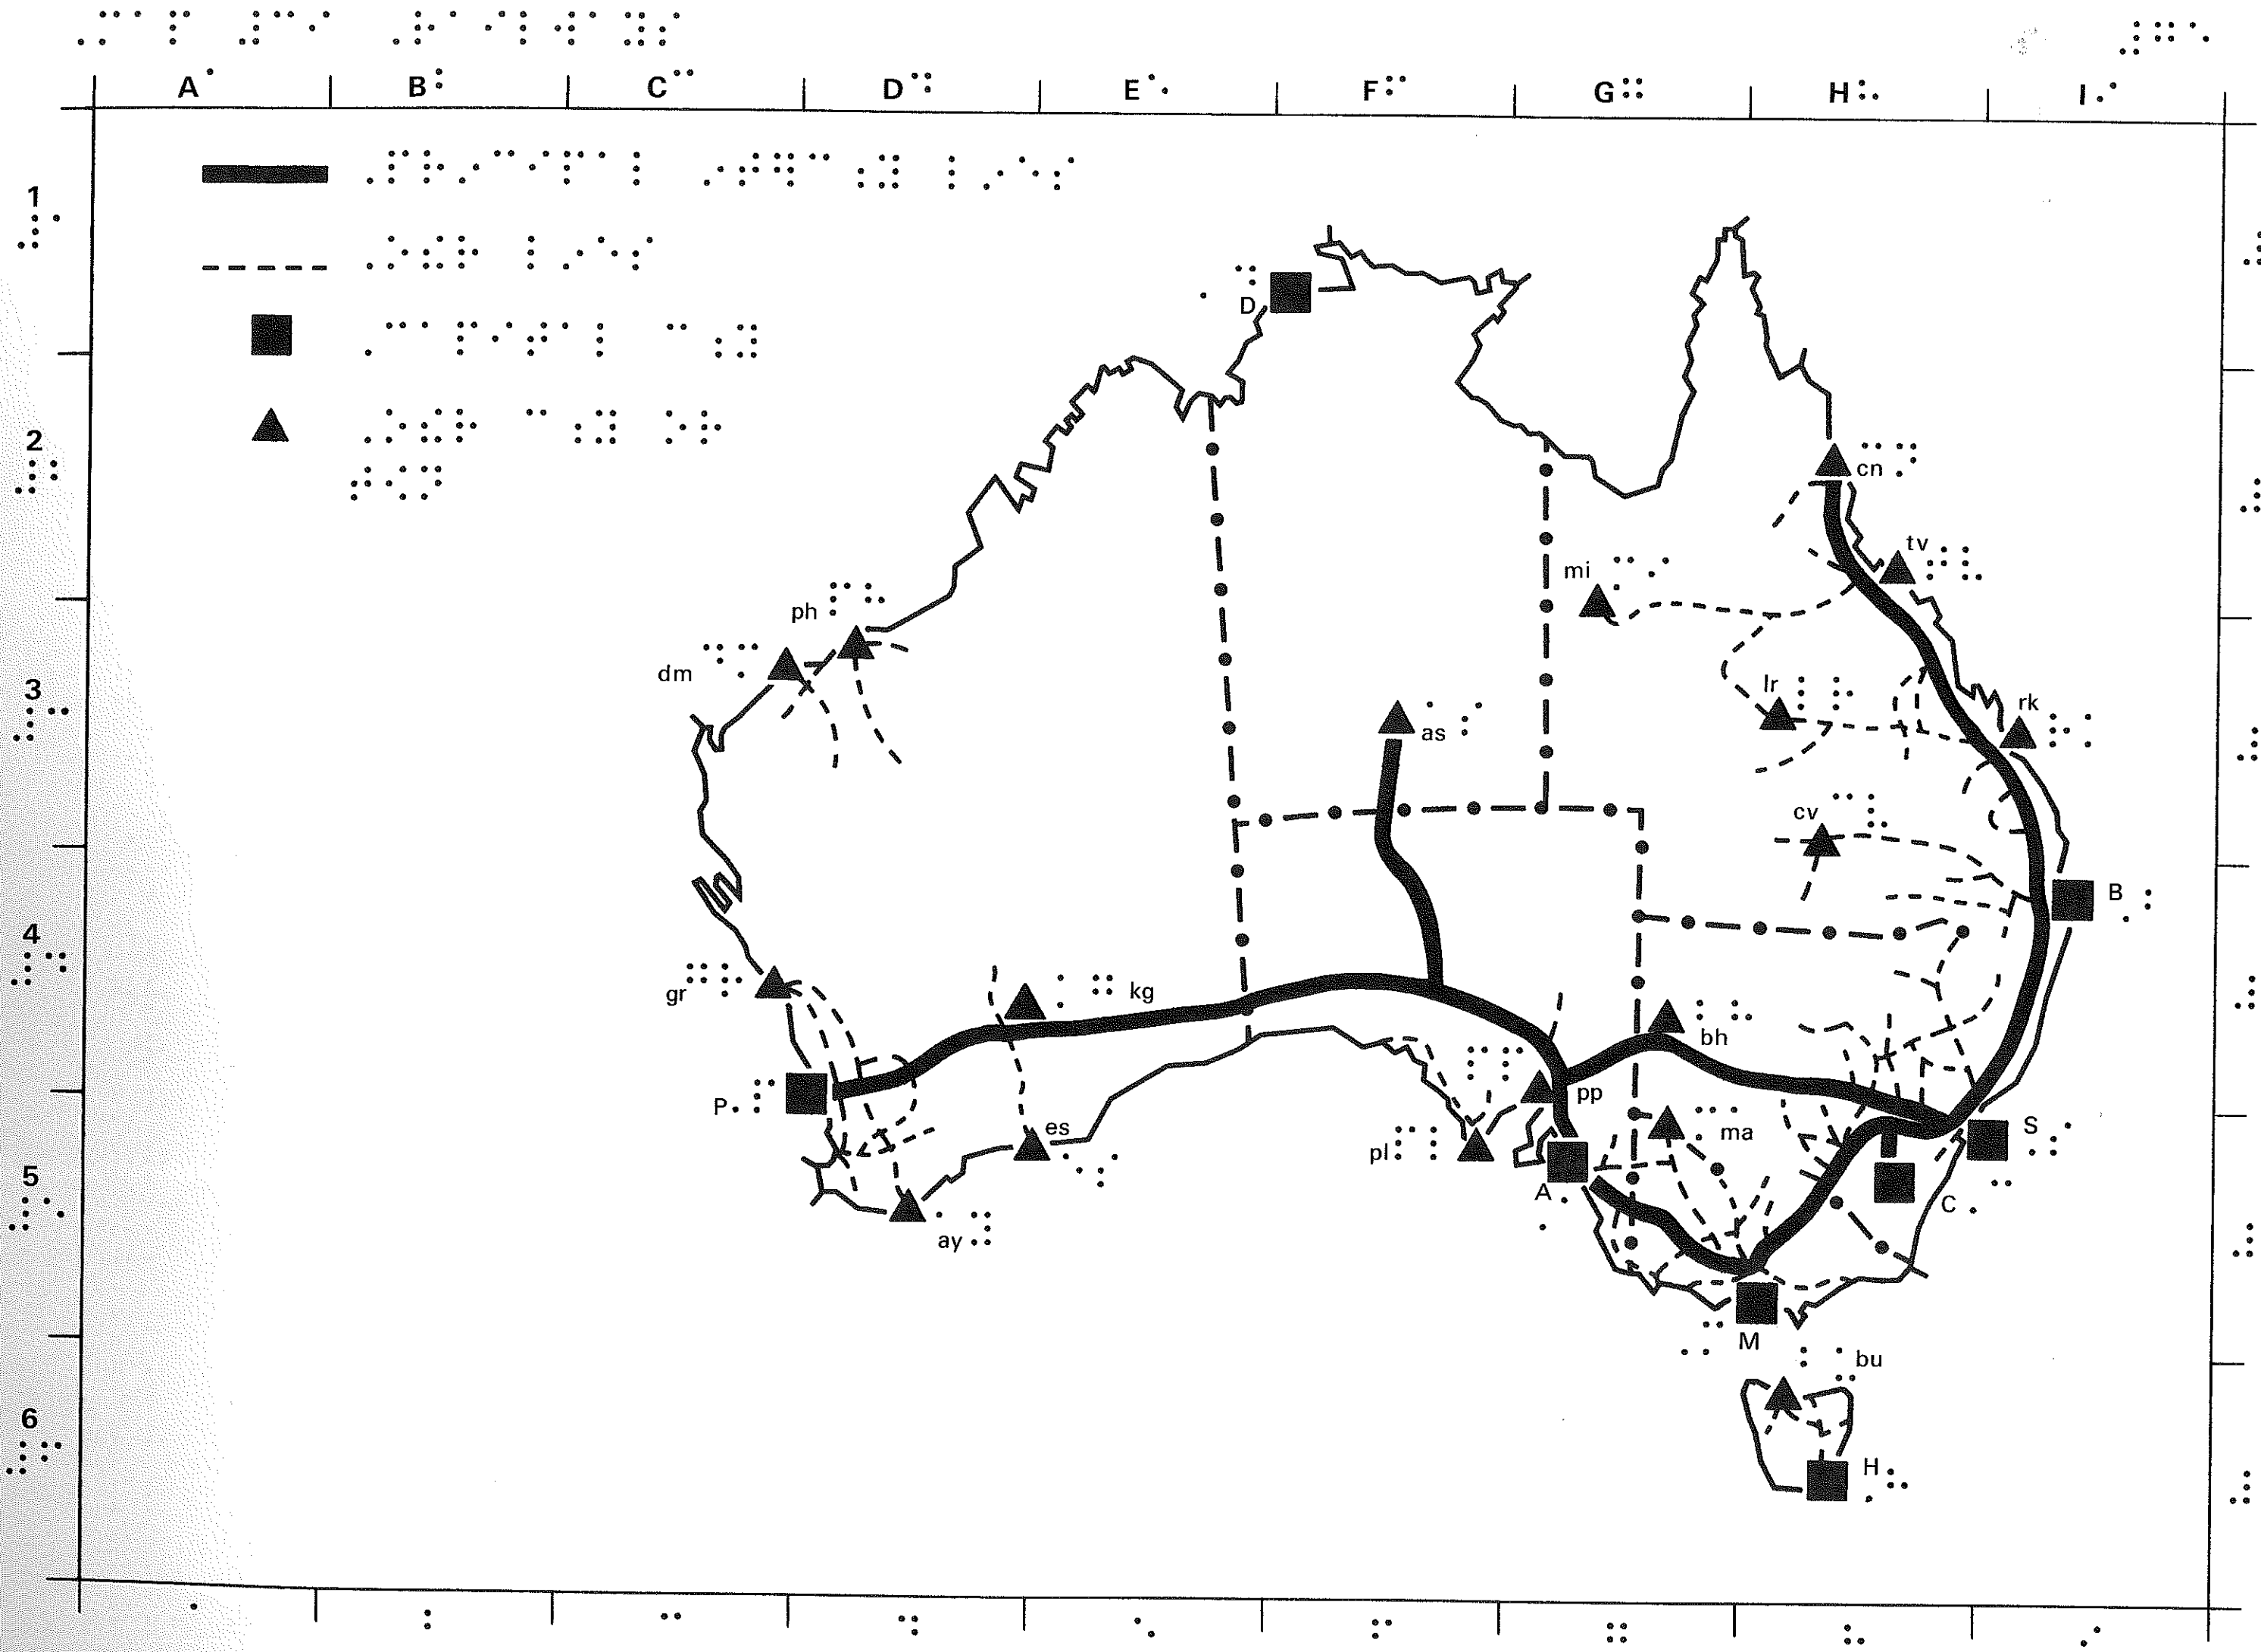 ⠠⠍⠁⠏ ⠼⠉⠊ ⠠⠗⠁⠊⠇⠺⠁⠽⠎ ⠼⠛⠁
A⠁ B⠃ C⠉ D⠙ E⠑ F⠋ G⠛ H⠓ I⠊
⠠⠏⠗⠔⠉⠊⠏⠁⠇ ⠔⠞⠻⠉⠰⠽ ⠇⠔⠑⠎
1
⠼⠁
⠠⠕⠮⠗ ⠇⠔⠑⠎
D ⠠⠙
⠠⠉⠁⠏⠊⠞⠁⠇ ⠉⠰⠽
⠠⠕⠮⠗ ⠉⠰⠽ ⠕⠗
⠞⠪⠝
2
⠼⠃
cn ⠉⠝
tv ⠞⠧
mi ⠍⠊
ph ⠏⠓
dm ⠙⠍
3
⠼⠉
lr ⠇⠗
rk ⠗⠅
as ⠁⠎
cv ⠉⠧
B ⠠⠃
4
⠼⠙
gr ⠛⠗
kg ⠅⠛
bh ⠃⠓
pp ⠏⠏
P ⠠⠏
es ⠑⠎
ma ⠍⠁
S ⠠⠎
pl ⠏⠇
5
⠼⠑
A ⠠⠁
C ⠠⠉
ay ⠁⠽
M ⠠⠍
bu ⠃⠥
6
⠼⠋
H ⠠⠓
⠁ ⠃ ⠉ ⠙ ⠑ ⠋ ⠛ ⠓ ⠊